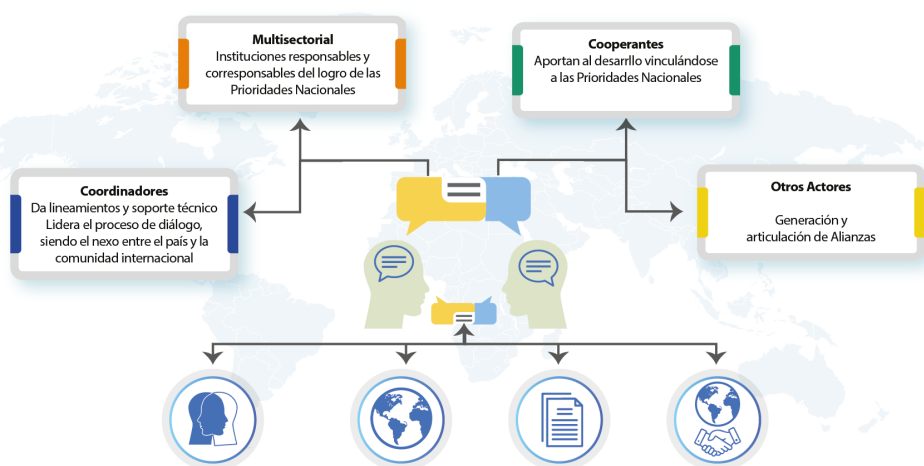 Multisectorial
Instituciones responsables y
corresponsables del logro de las
Prioridades Nacionales
Cooperantes
Aportan al desarrllo vinculándose
a las Prioridades Nacionales
Coordinadores
Da lineamientos y soporte técnico
Lidera el proceso de diálogo,
siendo el nexo entre el país y la
comunidad internacional
Otros Actores
Generación y
articulación de Alianzas